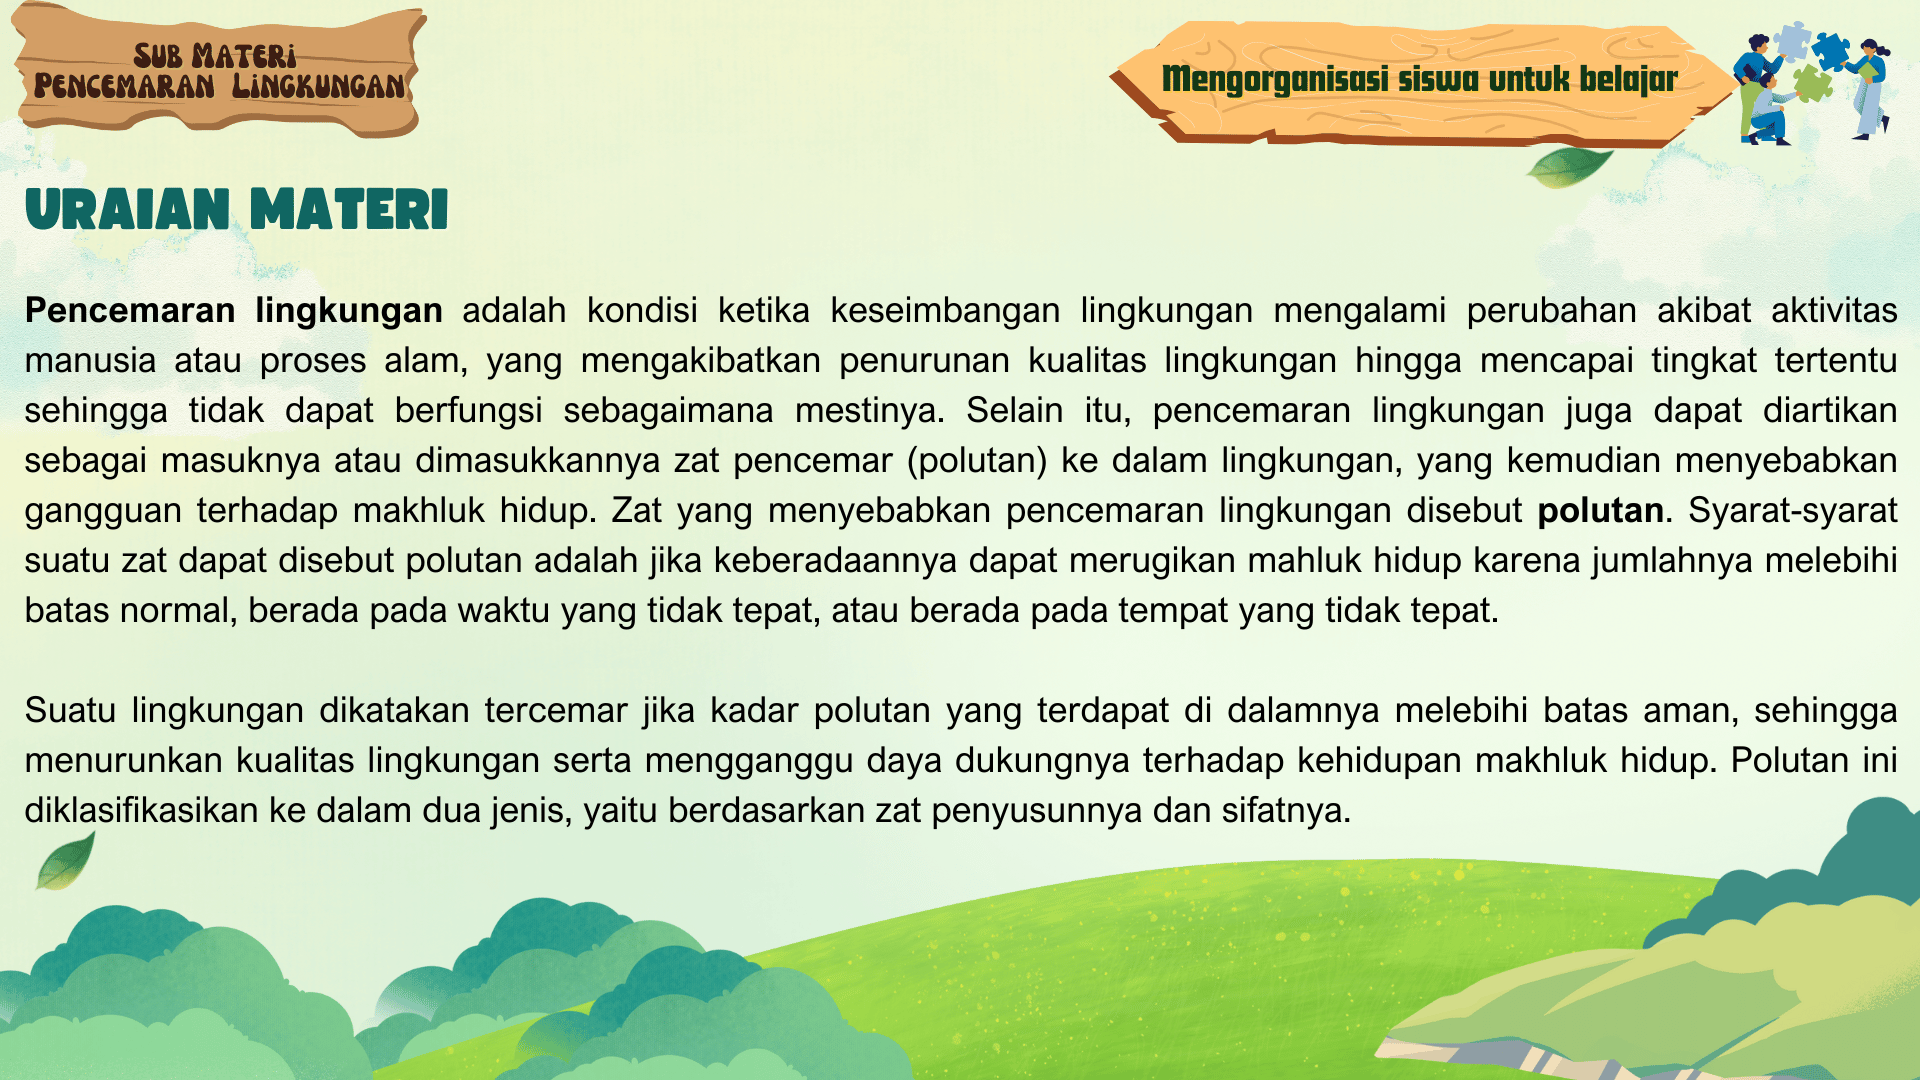 SUB MATERI
PENCEMARAN LINGKUNGAN
Mengorganisasi siswa untuk belajar
URAIAN MATERI
Pencemaran lingkungan adalah kondisi ketika keseimbangan lingkungan mengalami perubahan akibat aktivitas
manusia atau proses alam, yang mengakibatkan penurunan kualitas lingkungan hingga mencapai tingkat tertentu
sehingga tidak dapat berfungsi sebagaimana mestinya. Selain itu, pencemaran lingkungan juga dapat diartikan
sebagai masuknya atau dimasukkannya zat pencemar (polutan) ke dalam lingkungan, yang kemudian menyebabkan
gangguan terhadap makhluk hidup. Zat yang menyebabkan pencemaran lingkungan disebut polutan. Syarat-syarat
suatu zat dapat disebut polutan adalah jika keberadaannya dapat merugikan mahluk hidup karena jumlahnya melebihi
batas normal, berada pada waktu yang tidak tepat, atau berada pada tempat yang tidak tepat.
Suatu lingkungan dikatakan tercemar jika kadar polutan yang terdapat di dalamnya melebihi batas aman, sehingga
menurunkan kualitas lingkungan serta mengganggu daya dukungnya terhadap kehidupan makhluk hidup. Polutan ini
diklasifikasikan ke dalam dua jenis, yaitu berdasarkan zat penyusunnya dan sifatnya.